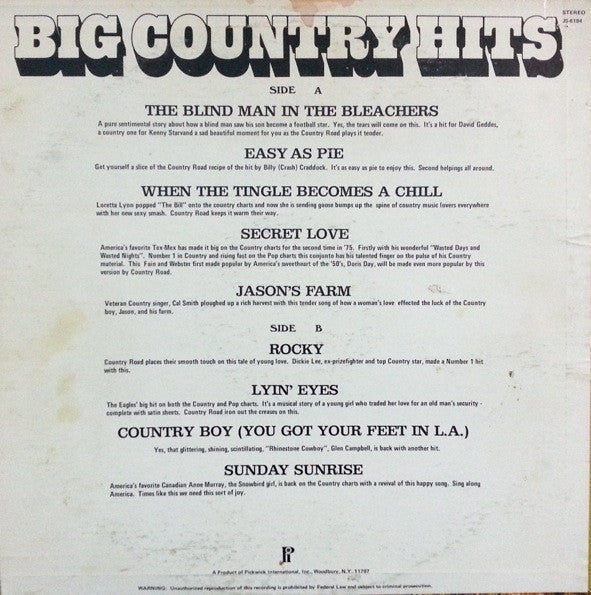 STEREO
JS-6194
BIG COUNTRY HITS
SIDE A
THE BLIND MAN IN THE BLEACHERS
A pure sentimental story about how a blind man saw his son become a football star. Yes, the tears will come on this. It's a hit for David Geddes,
a country one for Kenny Starvand a sad beautiful moment for you as the Country Road plays it tender.
EASY AS PIE
Get yourself a slice of the Country Road recipe of the hit by Billy (Crash) Craddock. It's as easy as pie to enjoy this. Second helpings all around.
WHEN THE TINGLE BECOMES A CHILL
Loretta Lynn popped "The Bill" onto the country charts and now she is sending goose bumps up the spine of country music lovers everywhere
with her new sexy smash. Country Road keeps it warm their way.
SECRET LOVE
America's favorite Tex-Mex has made it big on the Country charts for the second time in '75. Firstly with his wonderful "Wasted Days and
Wasted Nights". Number 1 in Country and rising fast on the Pop charts this conjunto has his talented finger on the pulse of his Country
material. This Fain and Webster first made popular by America's sweetheart of the '50's, Doris Day, will be made even more popular by this
version by Country Road.
JASON'S FARM
Veteran Country singer, Cal Smith ploughed up a rich harvest with this tender song of how a woman's love effected the luck of the Country
boy, Jason, and his farm.
SIDE B
ROCKY
Country Road places their smooth touch on this tale of young love. Dickie Lee, ex-prizefighter and top Country star, made a Number 1 hit
with this.
LYIN' EYES
The Eagles' big hit on both the Country and Pop charts. It's a musical story of a young girl who traded her love for an old man's security -
complete with satin sheets. Country Road iron out the creases on this.
COUNTRY BOY (YOU GOT YOUR FEET IN L.A.)
Yes, that glittering, shining, scintillating, "Rhinestone Cowboy", Glen Campbell, is back with another hit.
SUNDAY SUNRISE
America's favorite Canadian Anne Murray, the Snowbird girl, is back on the Country charts with a revival of this happy song. Sing along
America. Times like this we need this sort of joy.
A Product of Pickwick International, Inc., Woodbury, N.Y. 11797
WARNING: Unauthorized reproduction of this recording is prohibited by Federal Law and subject to criminal prosecution.